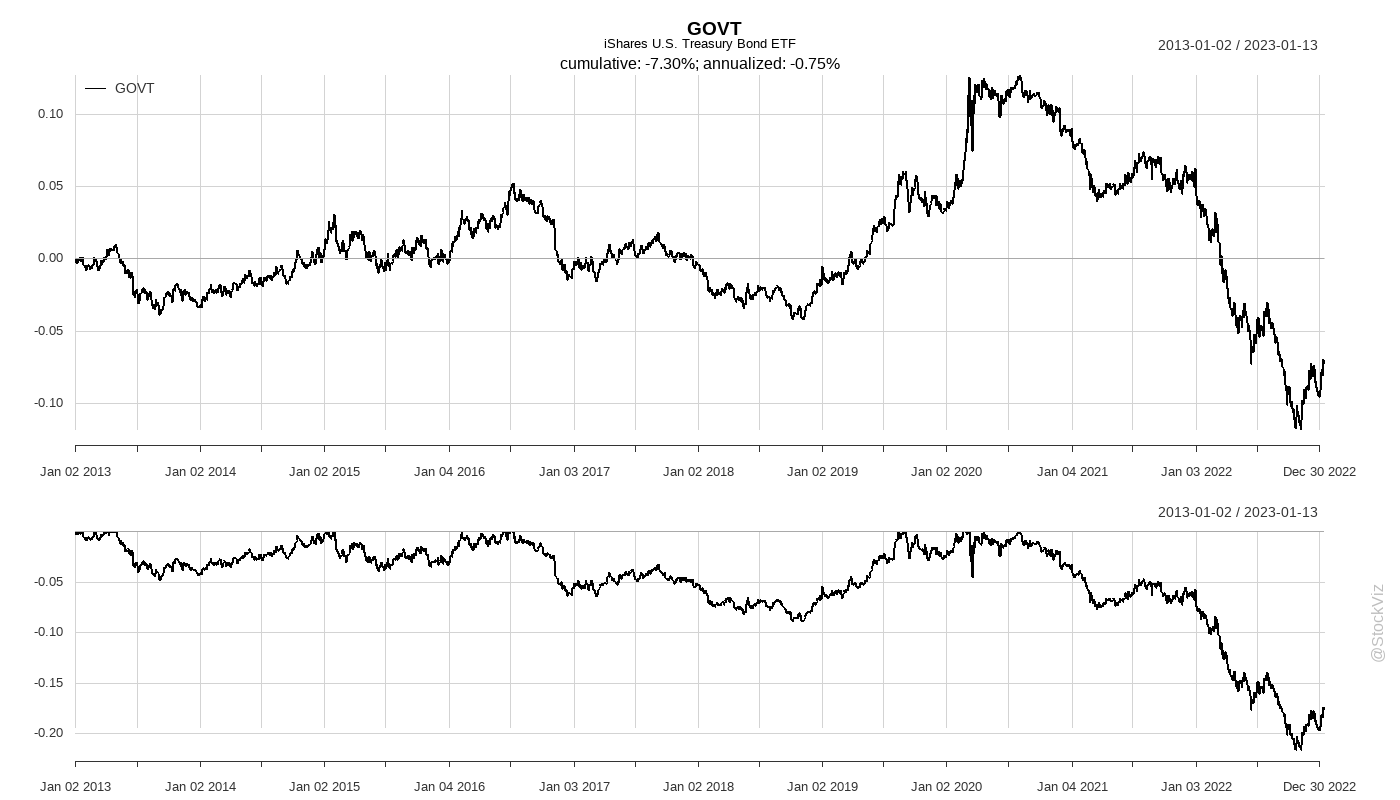 GOVT
iShares U.S. Treasury Bond ETF
2013-01-02 / 2023-01-13
cumulative: -7.30%; annualized: -0.75%
GOVT
0.10
0.05
0.00
-0.05
-0.10
Jan 02 2013 Jan 02 2014 Jan 02 2015 Jan 04 2016 Jan 03 2017 Jan 02 2018 Jan 02 2019 Jan 02 2020 Jan 04 2021 Jan 03 2022 Dec 30 2022
2013-01-02 / 2023-01-13
-0.05
-0.10
-0.15
-0.20
Jan 02 2013 Jan 02 2014 Jan 02 2015 Jan 04 2016 Jan 03 2017 Jan 02 2018 Jan 02 2019 Jan 02 2020 Jan 04 2021 Jan 03 2022 Dec 30 2022
@StockViz